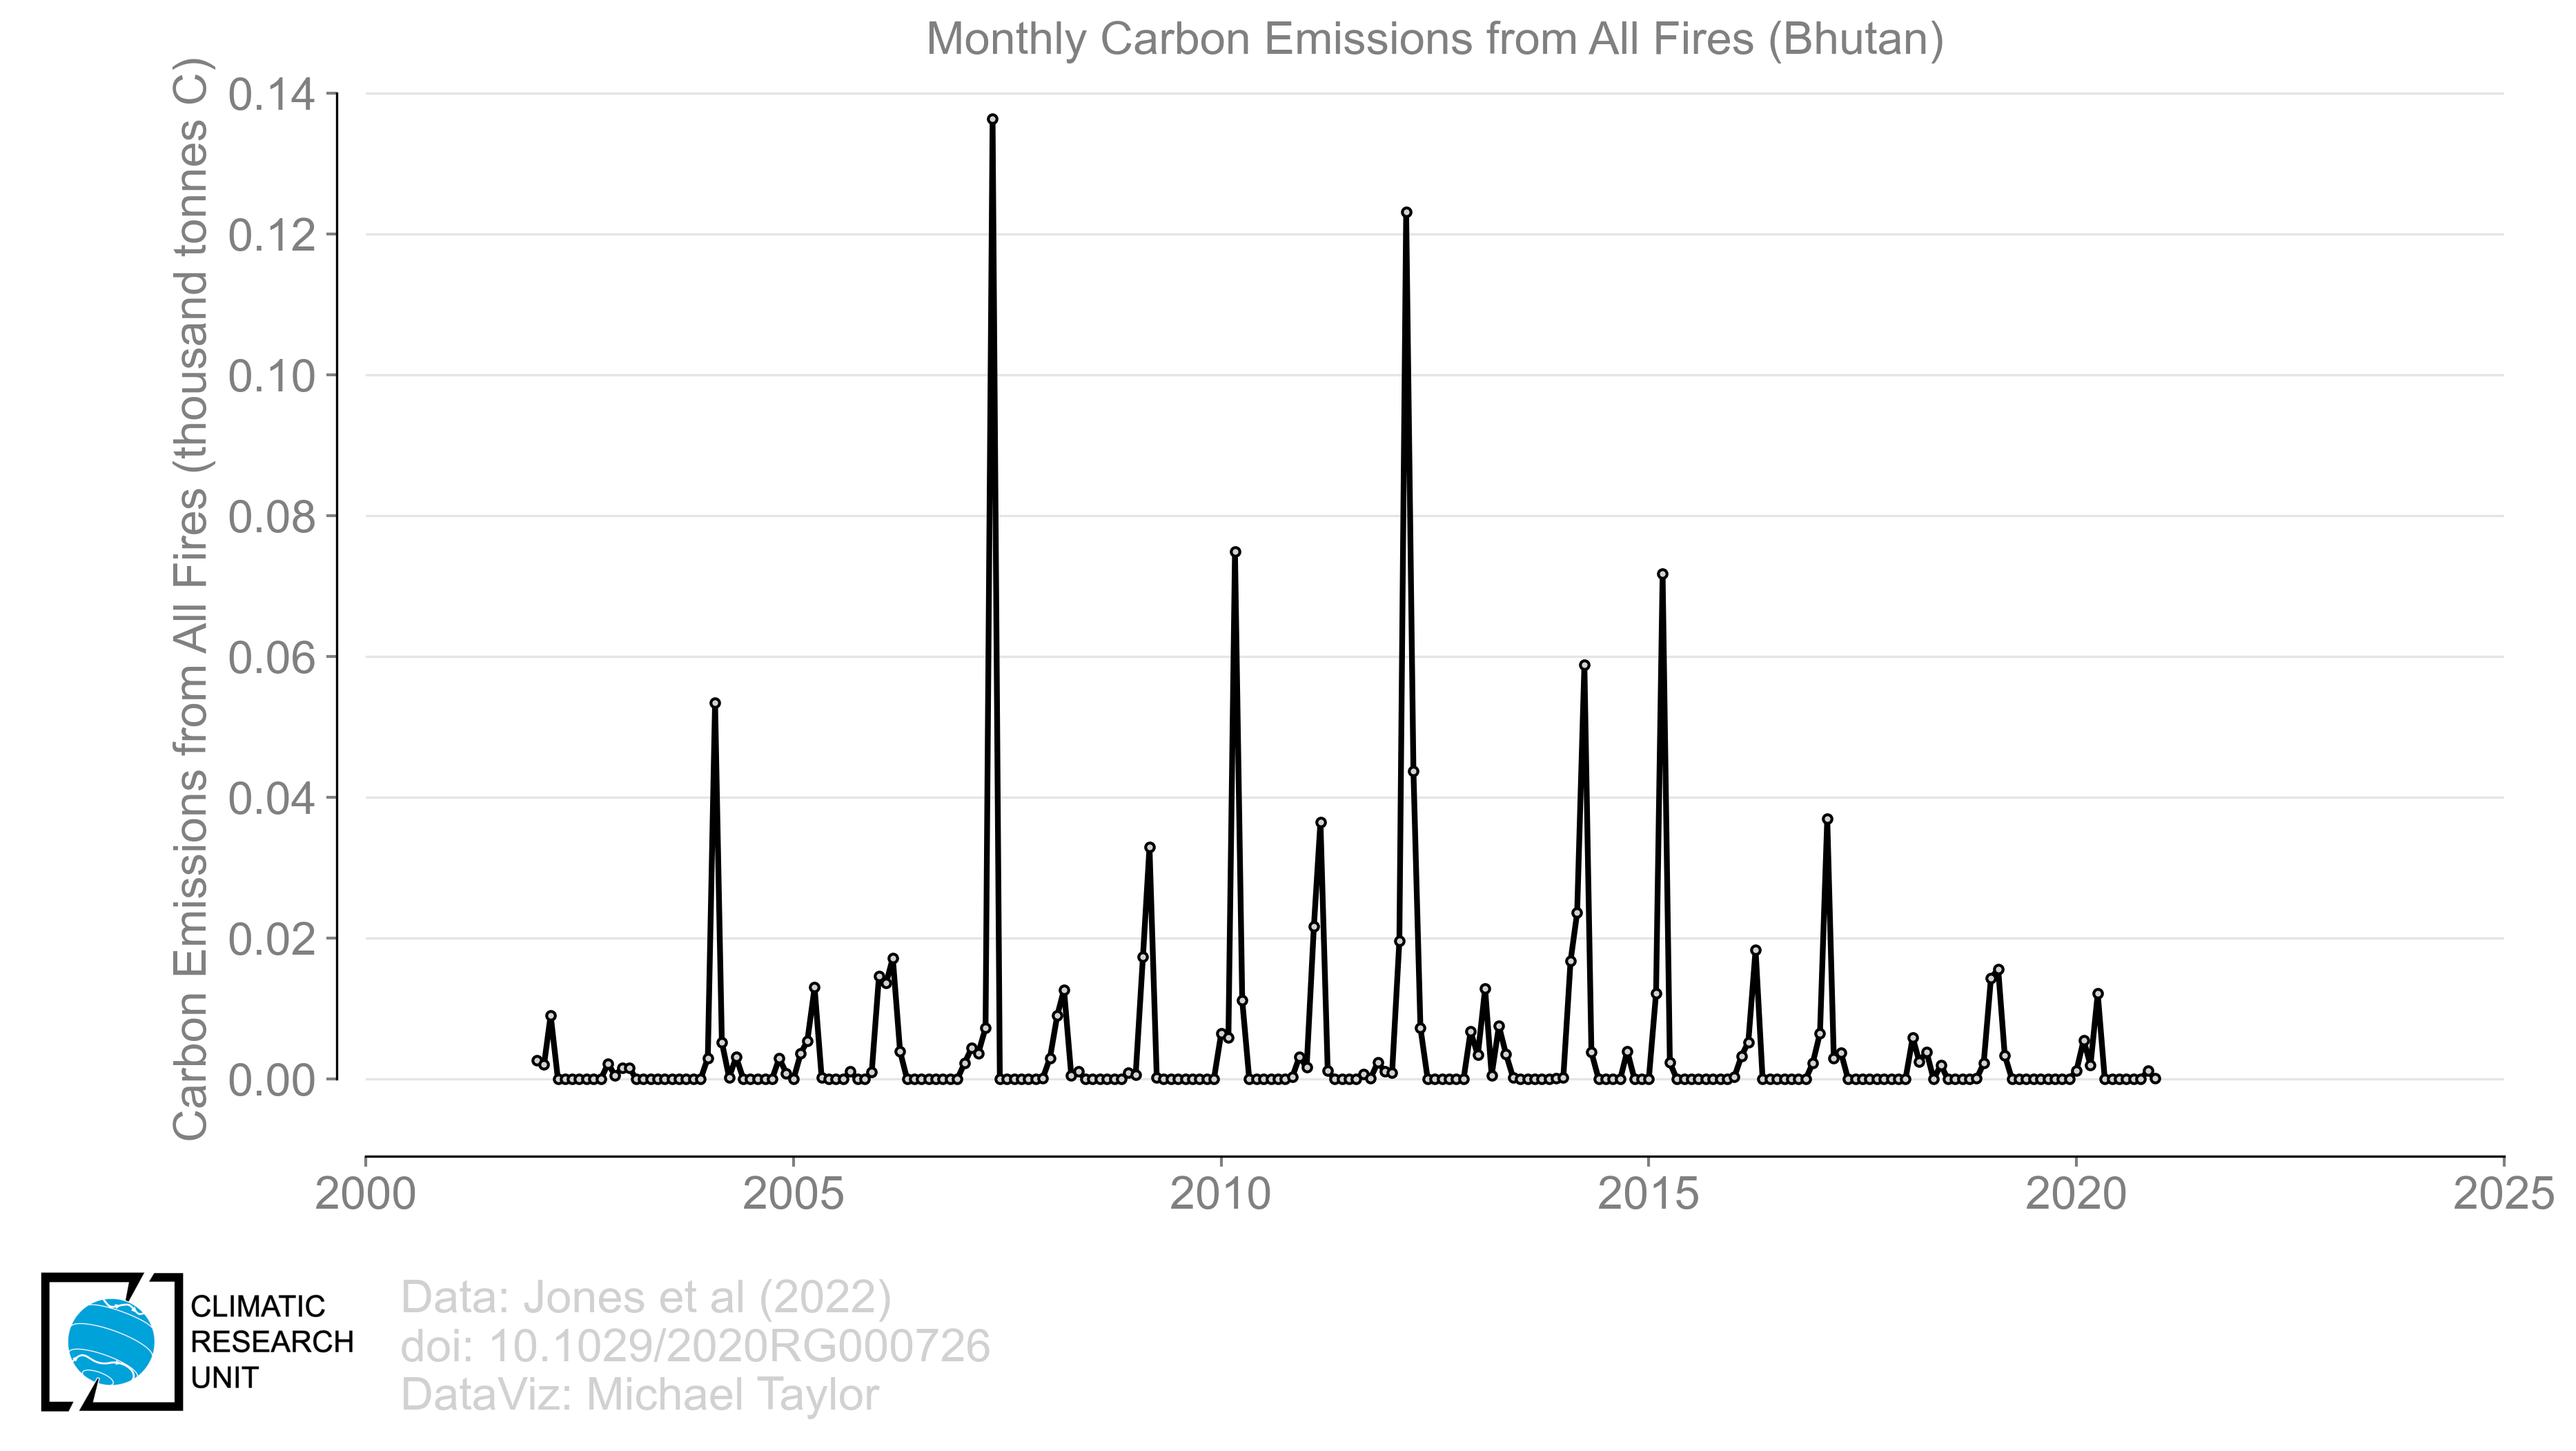 Monthly Carbon Emissions from All Fires (Bhutan)
Carbon Emissions from All Fires (thousand tonnes C)
0.14
0.12
0.10
0.08
0.06
0.04
0.02
0.00
2000 2005 2010 2015 2020 2025
CLIMATIC
RESEARCH
UNIT
Data: Jones et al (2022)
doi: 10.1029/2020RG000726
DataViz: Michael Taylor